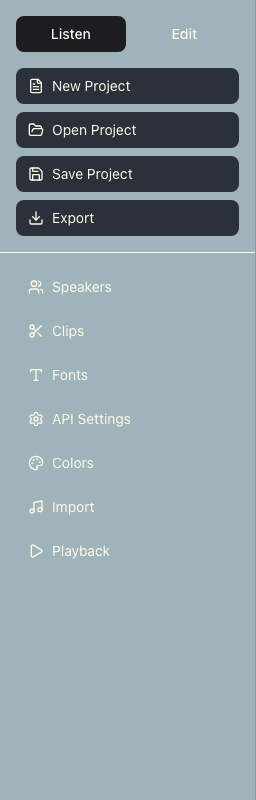 Listen Edit
New Project
Open Project
Save Project
Export
Speakers
Clips
Fonts
API Settings
Colors
Import
Playback